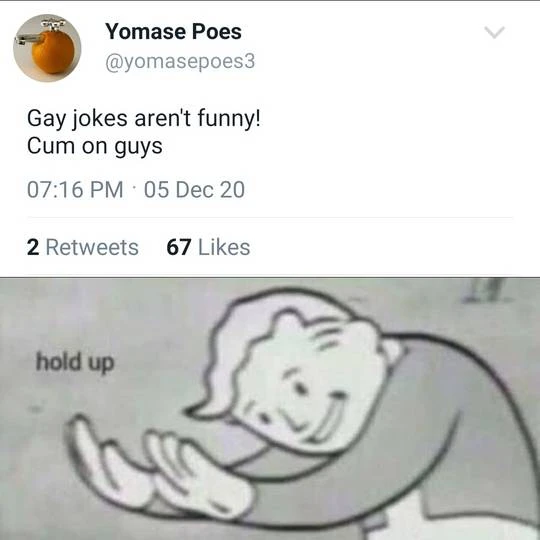 Yomase Poes
@yomasepoes3
Gay jokes aren't funny!
Cum on guys
07:16 PM · 05 Dec 20
2 Retweets 67 Likes
hold up